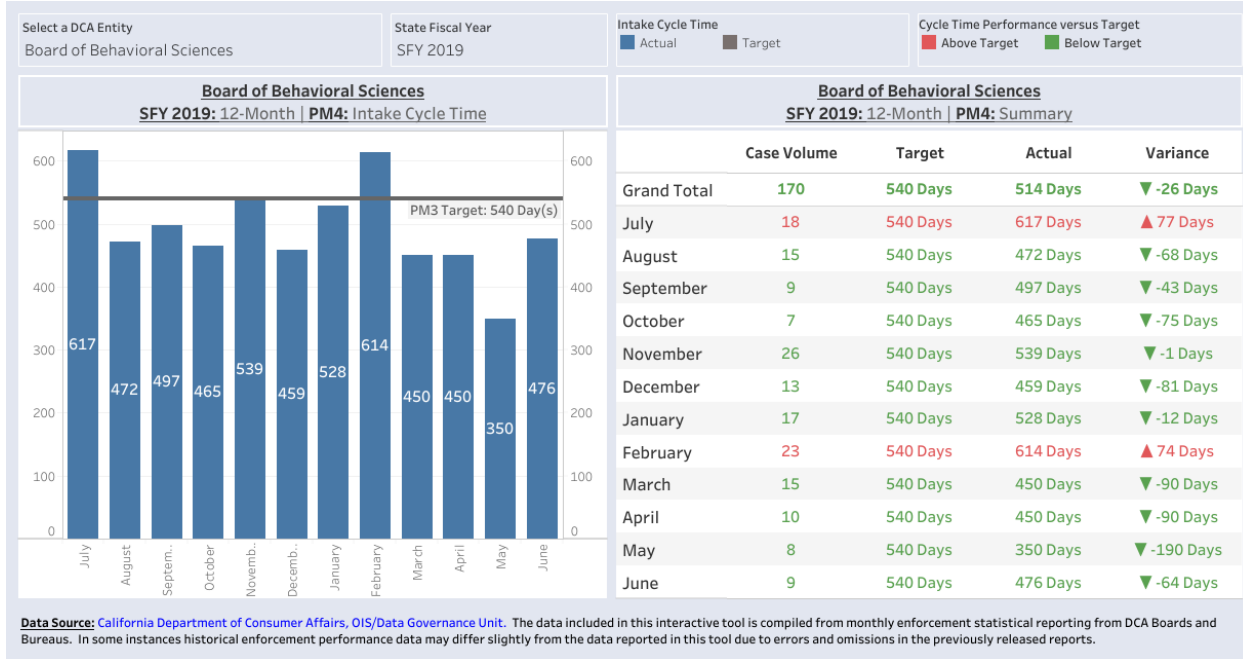 Select a DCA Entity
Board of Behavioral Sciences
State Fiscal Year
SFY 2019
Intake Cycle Time
Actual Target
Cycle Time Performance versus Target
Above Target Below Target
Board of Behavioral Sciences
SFY 2019: 12-Month | PM4: Intake Cycle Time
600 600
PM3 Target: 540 Day(s)
500 500
400 400
300 300
200 200
100 100
0 0
617 472 497 465 539 459 528 614 450 450 350 476
July August Septem.. October Novemb.. Decemb.. January February March April May June
Board of Behavioral Sciences
SFY 2019: 12-Month | PM4: Summary
Case Volume Target Actual Variance
Grand Total 170 540 Days 514 Days ▼ -26 Days
July 18 540 Days 617 Days ▲ 77 Days
August 15 540 Days 472 Days ▼ -68 Days
September 9 540 Days 497 Days ▼ -43 Days
October 7 540 Days 465 Days ▼ -75 Days
November 26 540 Days 539 Days ▼ -1 Days
December 13 540 Days 459 Days ▼ -81 Days
January 17 540 Days 528 Days ▼ -12 Days
February 23 540 Days 614 Days ▲ 74 Days
March 15 540 Days 450 Days ▼ -90 Days
April 10 540 Days 450 Days ▼ -90 Days
May 8 540 Days 350 Days ▼ -190 Days
June 9 540 Days 476 Days ▼ -64 Days
Data Source: California Department of Consumer Affairs, OIS/Data Governance Unit. The data included in this interactive tool is compiled from monthly enforcement statistical reporting from DCA Boards and
Bureaus. In some instances historical enforcement performance data may differ slightly from the data reported in this tool due to errors and omissions in the previously released reports.